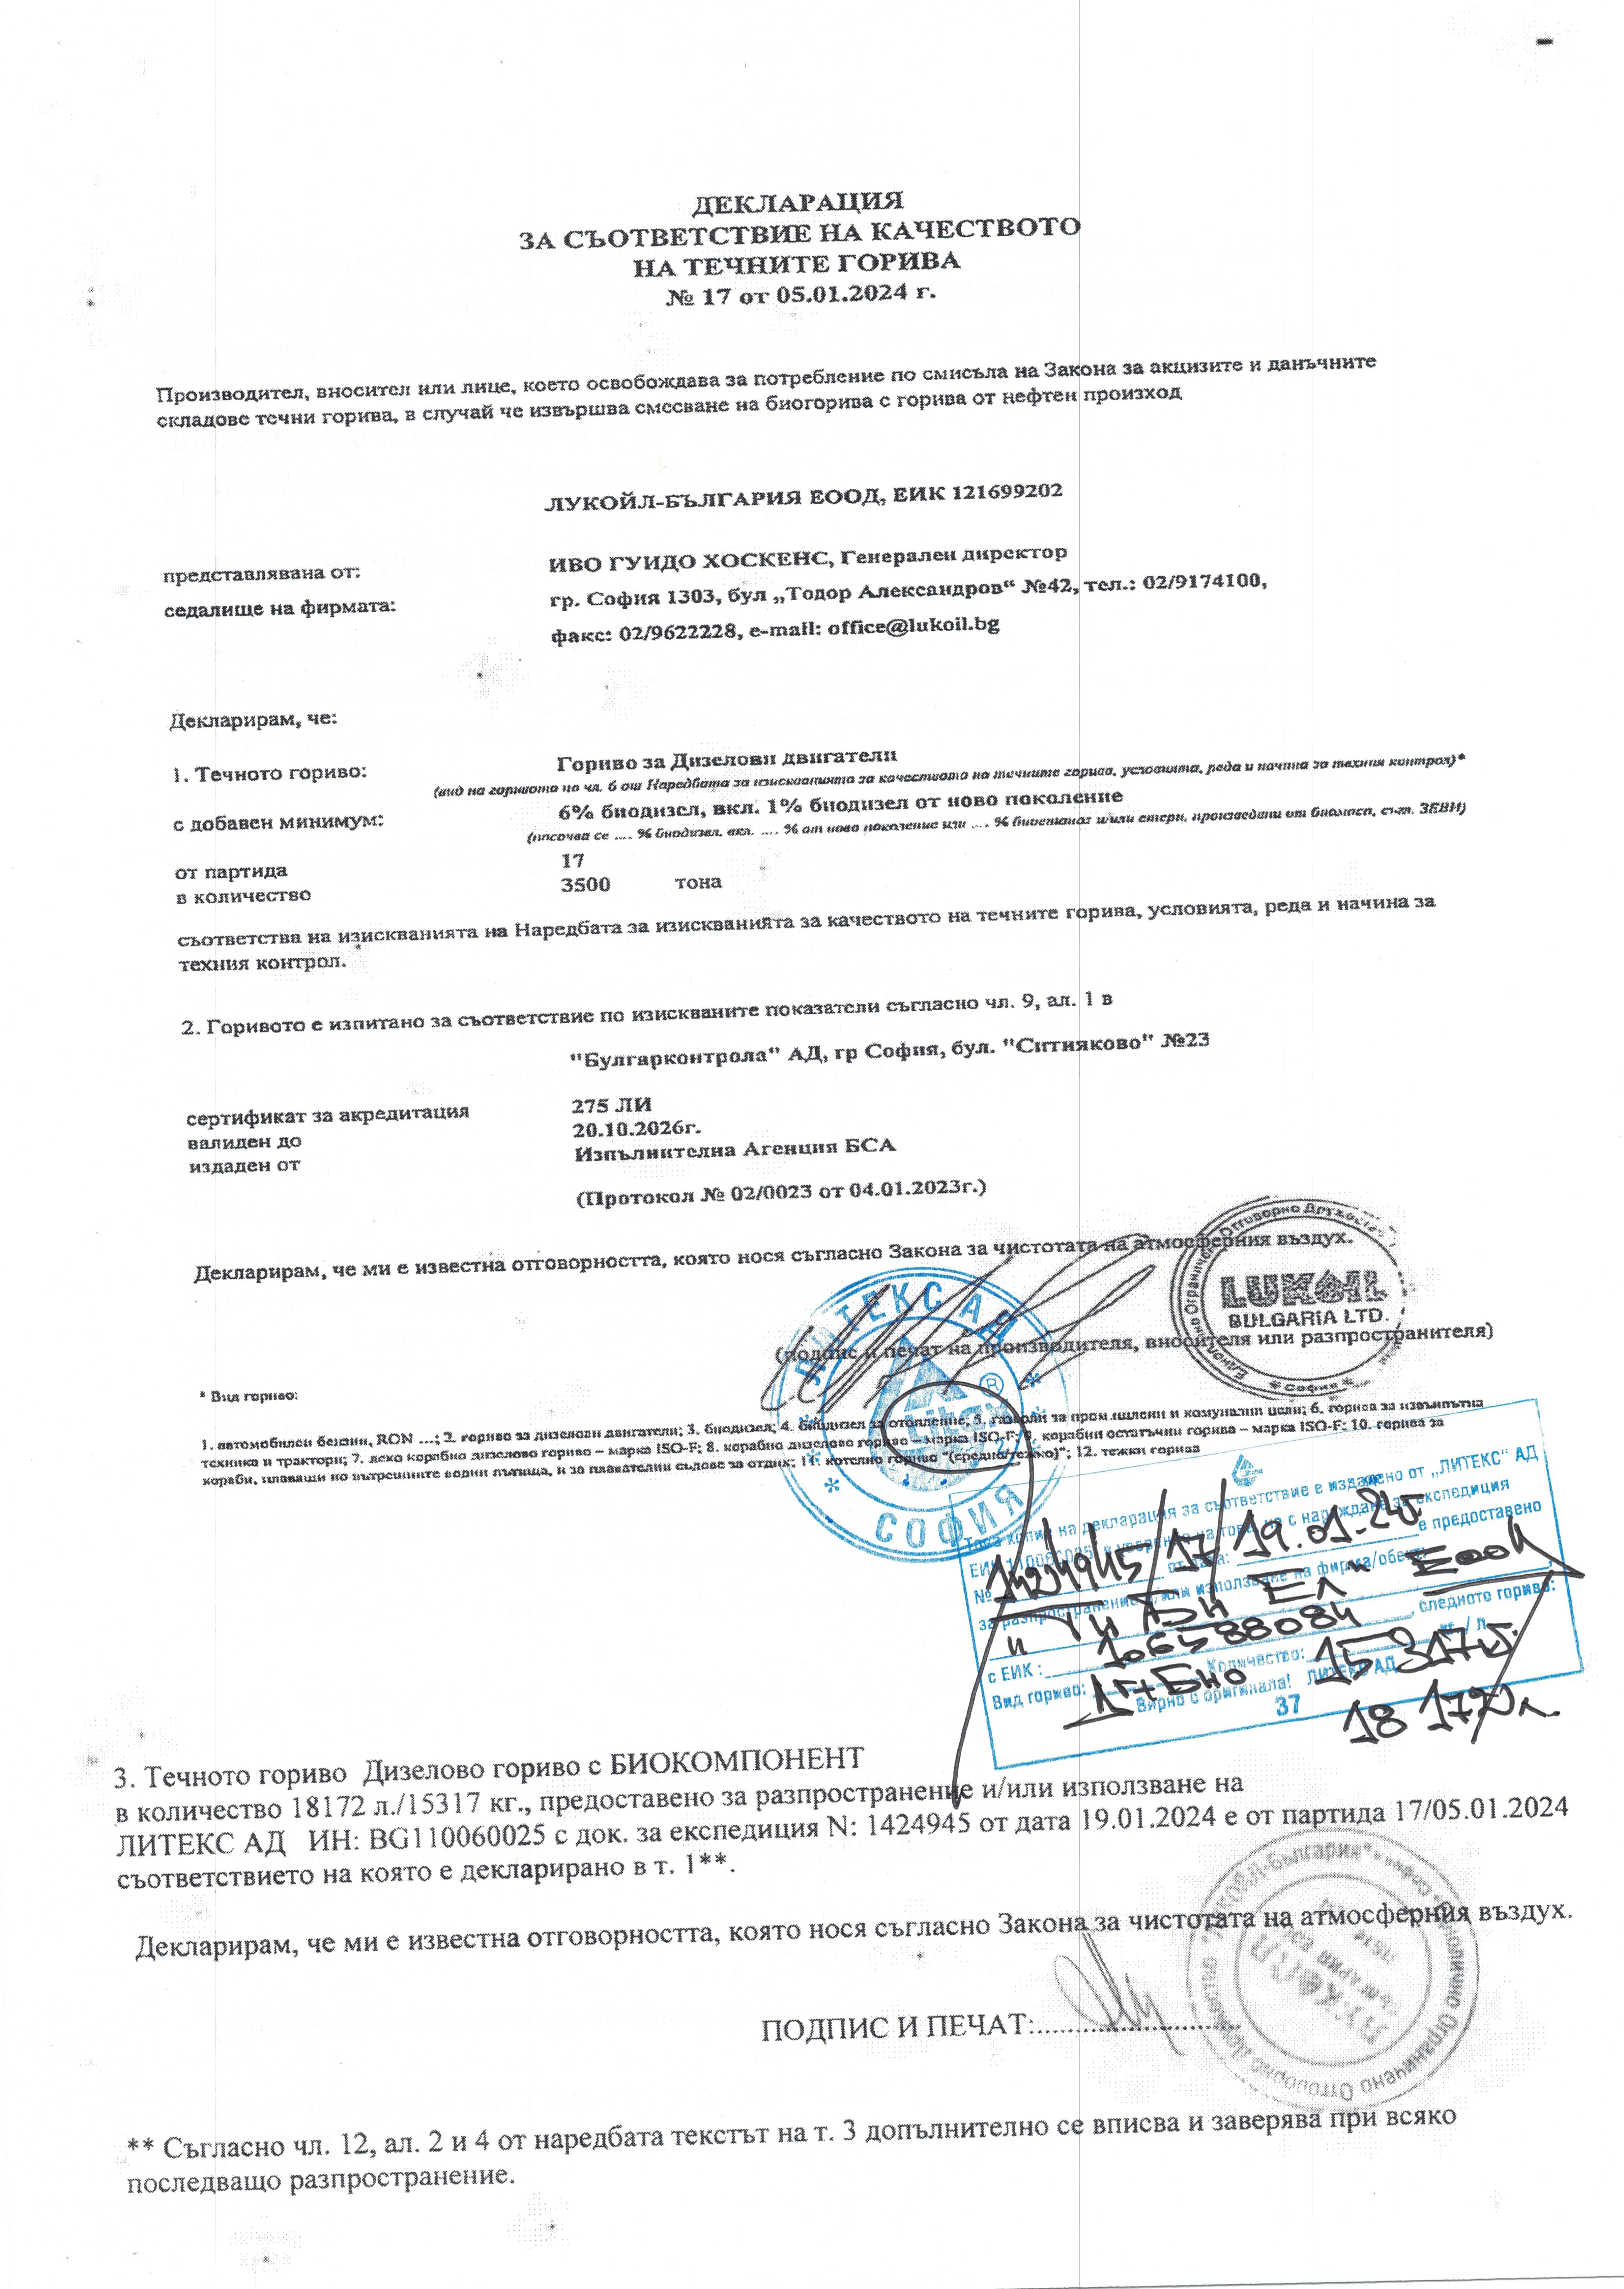 ДЕКЛАРАЦИЯ
ЗА СЪОТВЕТСТВИЕ НА КАЧЕСТВОТО
НА ТЕЧНИТЕ ГОРИВА
№ 17 от 05.01.2024 г.
Производител, вносител или лице, което освобождава за потребление по смисъла на Закона за акцизите и данъчните
складове течни горива, в случай че извършва смесване на биогорива с горива от нефтен произход
ЛУКОЙЛ-БЪЛГАРИЯ ЕООД, ЕИК 121699202
представлявана от: ИВО ГУИДО ХОСКЕНС, Генерален директор
седалище на фирмата: гр. София 1303, бул „Тодор Александров“ №42, тел.: 02/9174100,
факс: 02/9622228, e-mail: office@lukoil.bg
Декларирам, че:
1. Течното гориво: Гориво за Дизелови двигатели
(вид на горивото по чл. 6 от Наредбата за изискванията за качеството на течните горива, условията, реда и начина за техния контрол)*
с добавен минимум: 6% биодизел, вкл. 1% биодизел от ново поколение
(посочва се .... % биодизел, вкл. .... % от ново поколение или .... % биоетанол и/или етери, произведени от биомаса, съгл. ЗЕВИ)
от партида 17
в количество 3500 тона
съответства на изискванията на Наредбата за изискванията за качеството на течните горива, условията, реда и начина за
техния контрол.
2. Горивото е изпитано за съответствие по изискваните показатели съгласно чл. 9, ал. 1 в
"Булгарконтрола" АД, гр София, бул. "Ситняково" №23
сертификат за акредитация 275 ЛИ
валиден до 20.10.2026г.
издаден от Изпълнителна Агенция БСА
(Протокол № 02/0023 от 04.01.2023г.)
Декларирам, че ми е известна отговорността, която нося съгласно Закона за чистотата на атмосферния въздух.
LUKOIL
BULGARIA LTD.
София
ЛИТЕКС АД
СОФИЯ
(подпис и печат на производителя, вносителя или разпространителя)
* Вид гориво:
1. автомобилен бензин, RON ...; 2. гориво за дизелови двигатели; 3. биодизел; 4. биодизел за отопление; 5. газьоли за промишлени и комунални цели; 6. горива за извънпътна
техника и трактори; 7. леко корабно дизелово гориво – марка ISO-F; 8. корабно дизелово гориво – марка ISO-F; 9. корабни остатъчни горива – марка ISO-F; 10. горива за
кораби, плаващи по вътрешните водни пътища, и за плавателни съдове за отдих; 11. котелно гориво "(средно/тежко)"; 12. тежки горива
Това копие на декларация за съответствие е издадено от „ЛИТЕКС“ АД
ЕИК с нареждане за експедиция
№ 1424945/17/19.01.24г. е предоставено
за разпространение и/или използване на фирма/обект:
"Ти Би Ел" ЕООД
с ЕИК: 106588084 , следното гориво:
Вид гориво: ДГ+Био Количество: 15 317 кг. / л.
Вярно с оригинала! ЛИТЕКС АД
37
18 172 л.
3. Течното гориво Дизелово гориво с БИОКОМПОНЕНТ
в количество 18172 л./15317 кг., предоставено за разпространение и/или използване на
ЛИТЕКС АД ИН: BG110060025 с док. за експедиция N: 1424945 от дата 19.01.2024 е от партида 17/05.01.2024
съответствието на която е декларирано в т. 1**.
Декларирам, че ми е известна отговорността, която нося съгласно Закона за чистотата на атмосферния въздух.
ПОДПИС И ПЕЧАТ:..............................
** Съгласно чл. 12, ал. 2 и 4 от наредбата текстът на т. 3 допълнително се вписва и заверява при всяко
последващо разпространение.